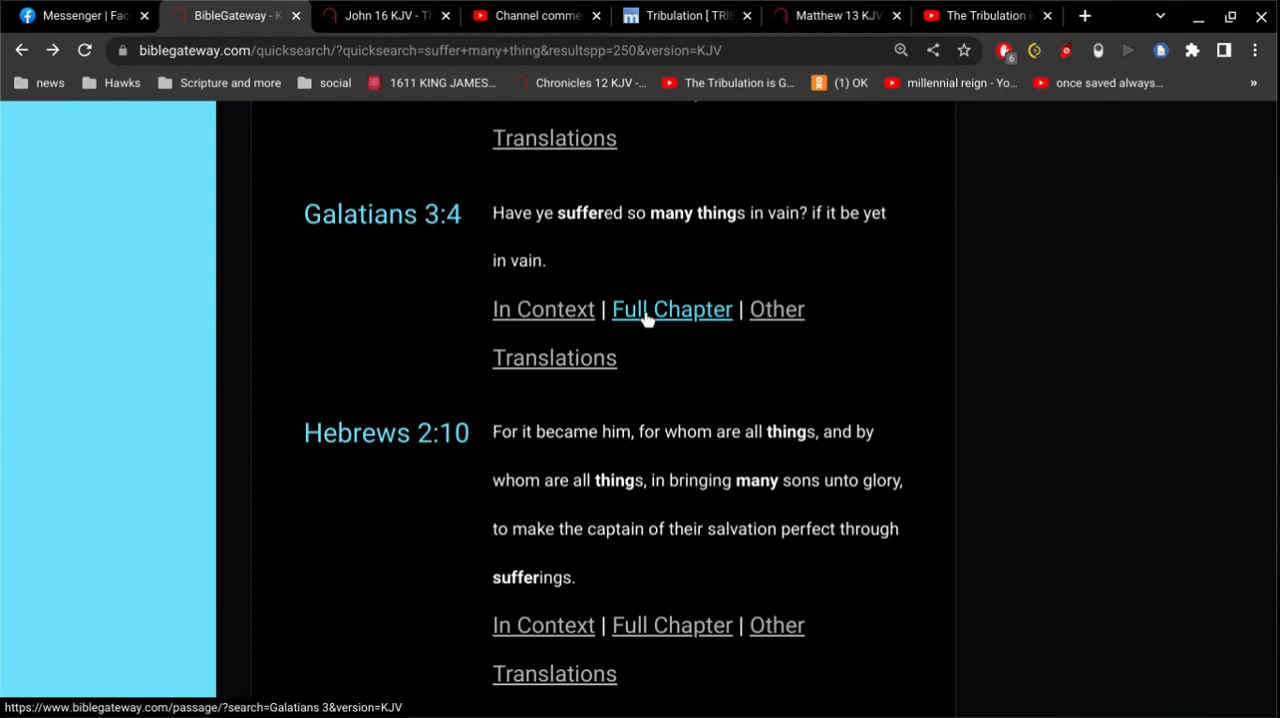 Messenger | Fac
BibleGateway - K
John 16 KJV - Th
Channel comme
Tribulation [ TRIE
Matthew 13 KJV
The Tribulation is
biblegateway.com/quicksearch/?quicksearch=suffer+many+thing&resultspp=250&version=KJV
6
news
Hawks
Scripture and more
social
1611 KING JAMES...
Chronicles 12 KJV -...
The Tribulation is G...
(1) OK
millennial reign - Yo...
once saved always...
»
Translations
Galatians 3:4
Have ye suffered so many things in vain? if it be yet
in vain.
In Context | Full Chapter | Other
Translations
Hebrews 2:10
For it became him, for whom are all things, and by
whom are all things, in bringing many sons unto glory,
to make the captain of their salvation perfect through
sufferings.
In Context | Full Chapter | Other
Translations
https://www.biblegateway.com/passage/?search=Galatians 3&version=KJV